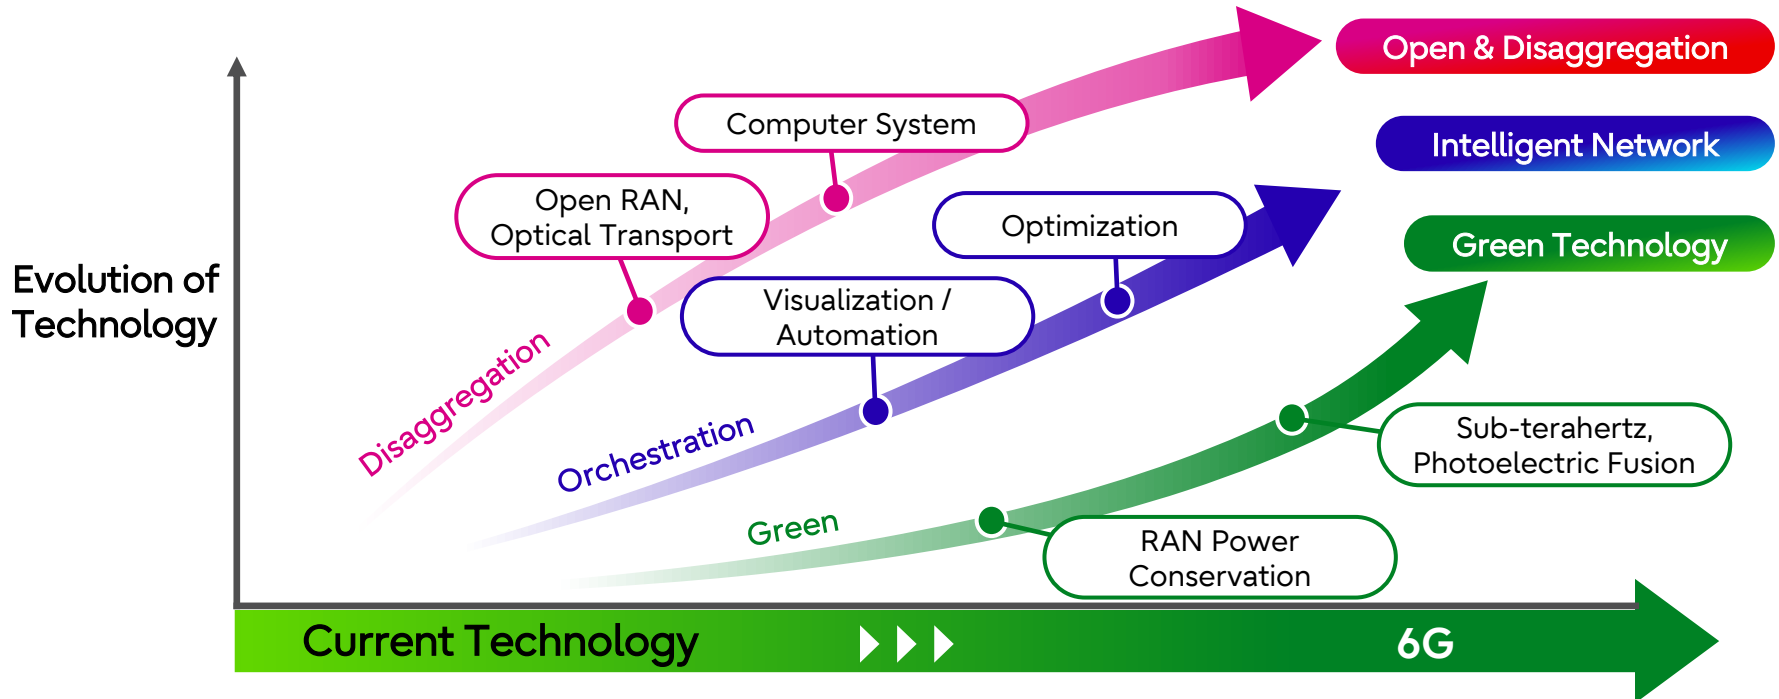 Open & Disaggregation
Computer System
Intelligent Network
Open RAN,
Optical Transport
Optimization
Green Technology
Evolution of
Technology
Visualization /
Automation
Disaggregation
Orchestration
Sub-terahertz,
Photoelectric Fusion
Green
RAN Power
Conservation
Current Technology
6G